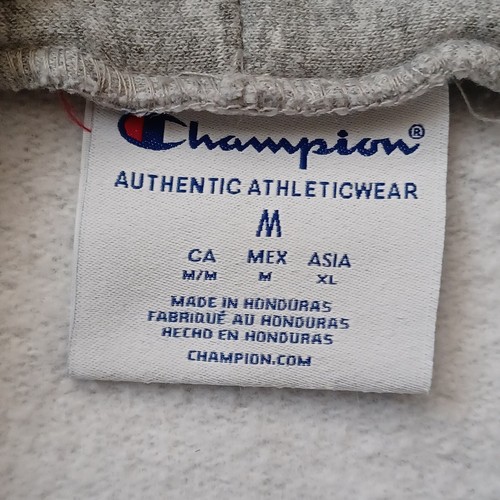 Champion®
AUTHENTIC ATHLETICWEAR
M
CA MEX ASIA
M/M M XL
MADE IN HONDURAS
FABRIQUÉ AU HONDURAS
HECHO EN HONDURAS
CHAMPION.COM